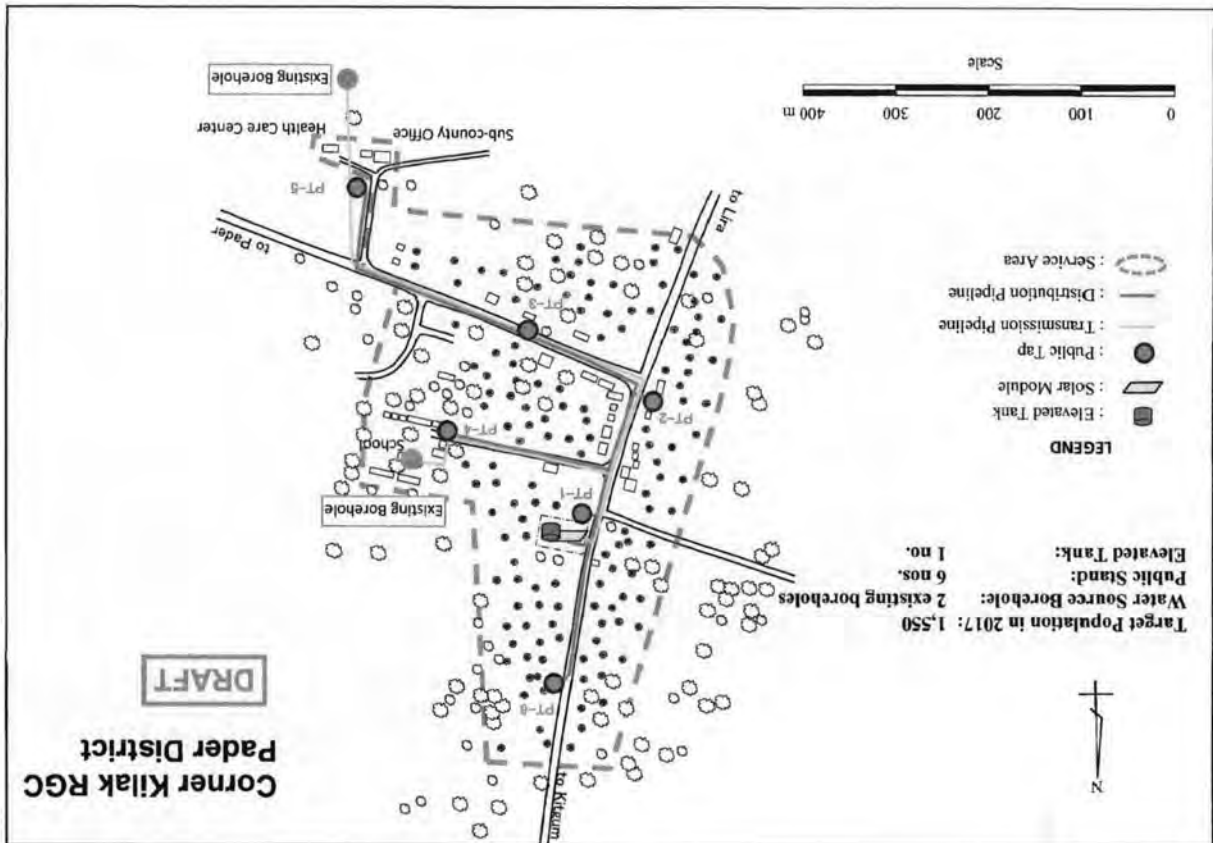 Corner Kilak RGC
Pader District
DRAFT
N
Target Population in 2017: 1,550
Water Source Borehole: 2 existing boreholes
Public Stand: 6 nos.
Elevated Tank: 1 no.
LEGEND
: Elevated Tank
: Solar Module
: Public Tap
: Transmission Pipeline
: Distribution Pipeline
: Service Area
to Kitgum
PT-6
PT-1
Existing Borehole
School
PT-4
PT-2
PT-3
to Pader
to Lira
PT-5
Sub-county Office
Health Care Center
Existing Borehole
0 100 200 300 400 m
Scale